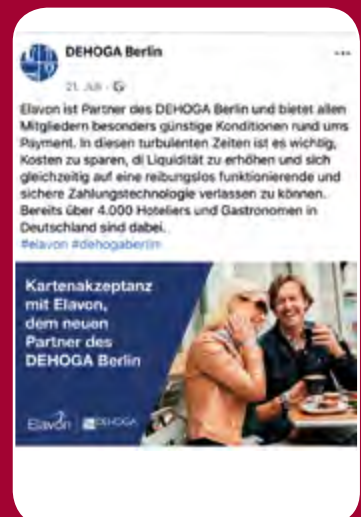 DEHOGA Berlin
21. Juli
Elavon ist Partner des DEHOGA Berlin und bietet allen
Mitgliedern besonders günstige Konditionen rund ums
Payment. In diesen turbulenten Zeiten ist es wichtig,
Kosten zu sparen, di Liquidität zu erhöhen und sich
gleichzeitig auf eine reibungslos funktionierende und
sichere Zahlungstechnologie verlassen zu können.
Bereits über 4.000 Hoteliers und Gastronomen in
Deutschland sind dabei.
#elavon #dehogaberlin
Kartenakzeptanz
mit Elavon,
dem neuen
Partner des
DEHOGA Berlin
Elavon DEHOGA